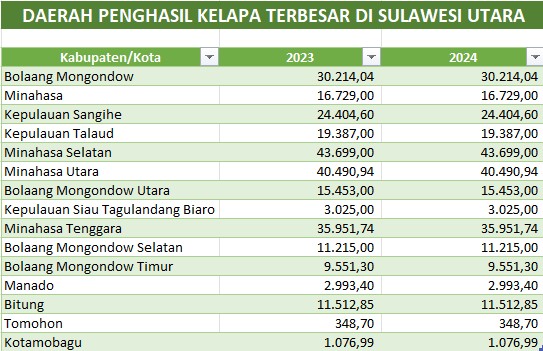 DAERAH PENGHASIL KELAPA TERBESAR DI SULAWESI UTARA
Kabupaten/Kota 2023 2024
Bolaang Mongondow 30.214,04 30.214,04
Minahasa 16.729,00 16.729,00
Kepulauan Sangihe 24.404,60 24.404,60
Kepulauan Talaud 19.387,00 19.387,00
Minahasa Selatan 43.699,00 43.699,00
Minahasa Utara 40.490,94 40.490,94
Bolaang Mongondow Utara 15.453,00 15.453,00
Kepulauan Siau Tagulandang Biaro 3.025,00 3.025,00
Minahasa Tenggara 35.951,74 35.951,74
Bolaang Mongondow Selatan 11.215,00 11.215,00
Bolaang Mongondow Timur 9.551,30 9.551,30
Manado 2.993,40 2.993,40
Bitung 11.512,85 11.512,85
Tomohon 348,70 348,70
Kotamobagu 1.076,99 1.076,99